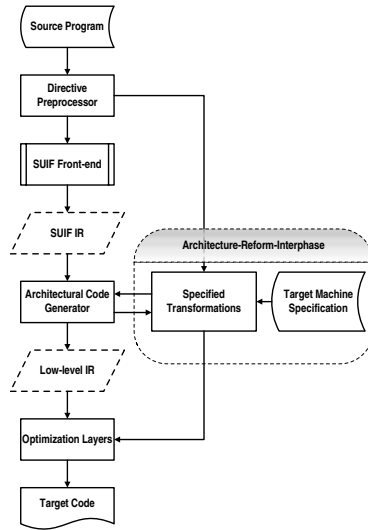 Source Program
Directive
Preprocessor
SUIF Front-end
SUIF IR
Architecture-Reform-Interphase
Architectural Code
Generator
Specified
Transformations
Target Machine
Specification
Low-level IR
Optimization Layers
Target Code